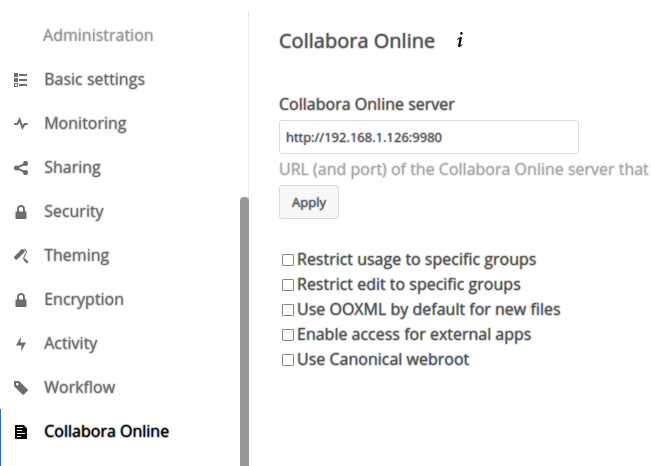 Administration
Basic settings
Monitoring
Sharing
Security
Theming
Encryption
Activity
Workflow
Collabora Online
Collabora Online i
Collabora Online server
http://192.168.1.126:9980
URL (and port) of the Collabora Online server that
Apply
Restrict usage to specific groups
Restrict edit to specific groups
Use OOXML by default for new files
Enable access for external apps
Use Canonical webroot